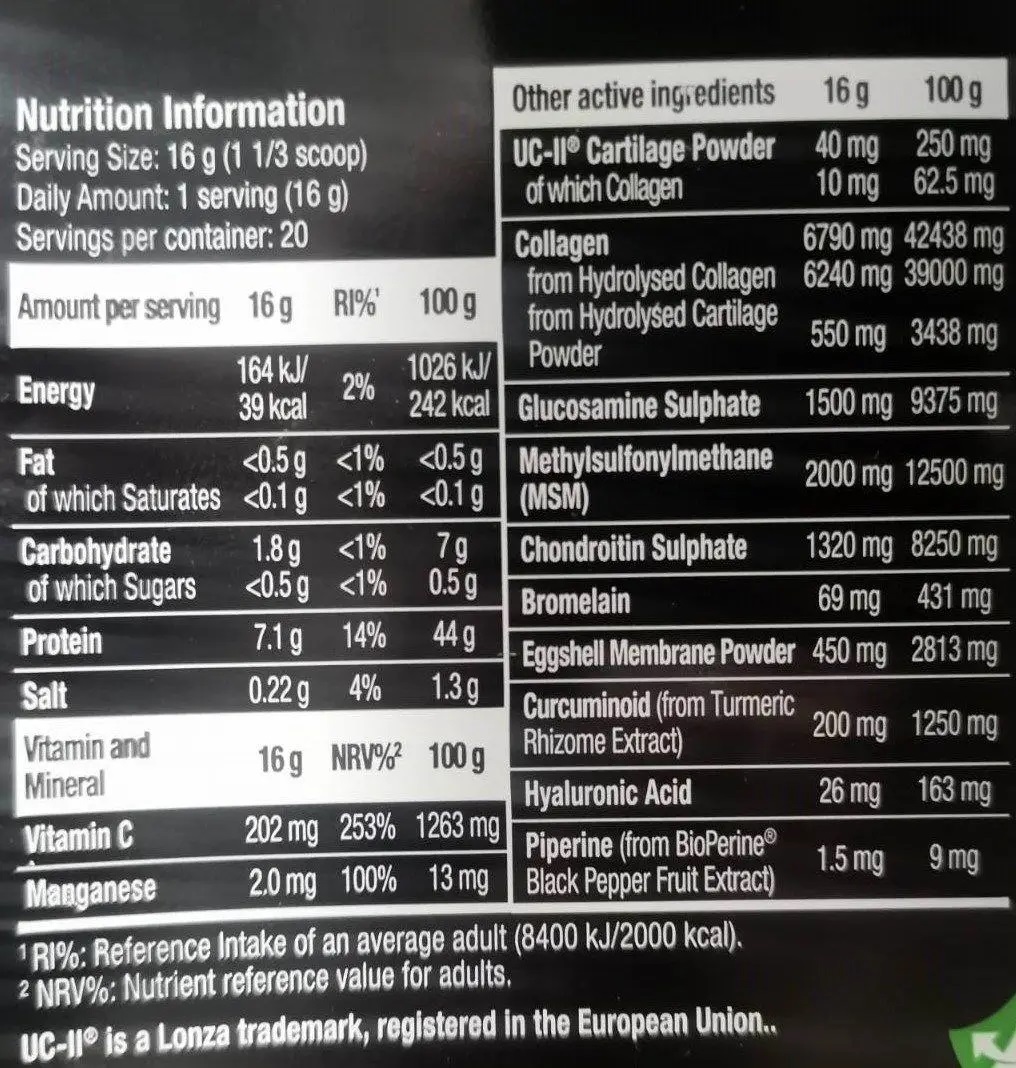 Nutrition Information
Serving Size: 16 g (1 1/3 scoop)
Daily Amount: 1 serving (16 g)
Servings per container: 20
Amount per serving 16 g RI%¹ 100 g
Energy 164 kJ/ 39 kcal 2% 1026 kJ/ 242 kcal
Fat <0.5 g <1% <0.5 g
of which Saturates <0.1 g <1% <0.1 g
Carbohydrate 1.8 g <1% 7 g
of which Sugars <0.5 g <1% 0.5 g
Protein 7.1 g 14% 44 g
Salt 0.22 g 4% 1.3 g
Vitamin and
Mineral 16 g NRV%² 100 g
Vitamin C 202 mg 253% 1263 mg
Manganese 2.0 mg 100% 13 mg
Other active ingredients 16 g 100 g
UC-II® Cartilage Powder 40 mg 250 mg
of which Collagen 10 mg 62.5 mg
Collagen 6790 mg 42438 mg
from Hydrolysed Collagen 6240 mg 39000 mg
from Hydrolysed Cartilage
Powder 550 mg 3438 mg
Glucosamine Sulphate 1500 mg 9375 mg
Methylsulfonylmethane
(MSM) 2000 mg 12500 mg
Chondroitin Sulphate 1320 mg 8250 mg
Bromelain 69 mg 431 mg
Eggshell Membrane Powder 450 mg 2813 mg
Curcuminoid (from Turmeric
Rhizome Extract) 200 mg 1250 mg
Hyaluronic Acid 26 mg 163 mg
Piperine (from BioPerine®
Black Pepper Fruit Extract) 1.5 mg 9 mg
¹ RI%: Reference Intake of an average adult (8400 kJ/2000 kcal).
² NRV%: Nutrient reference value for adults.
UC-II® is a Lonza trademark, registered in the European Union..